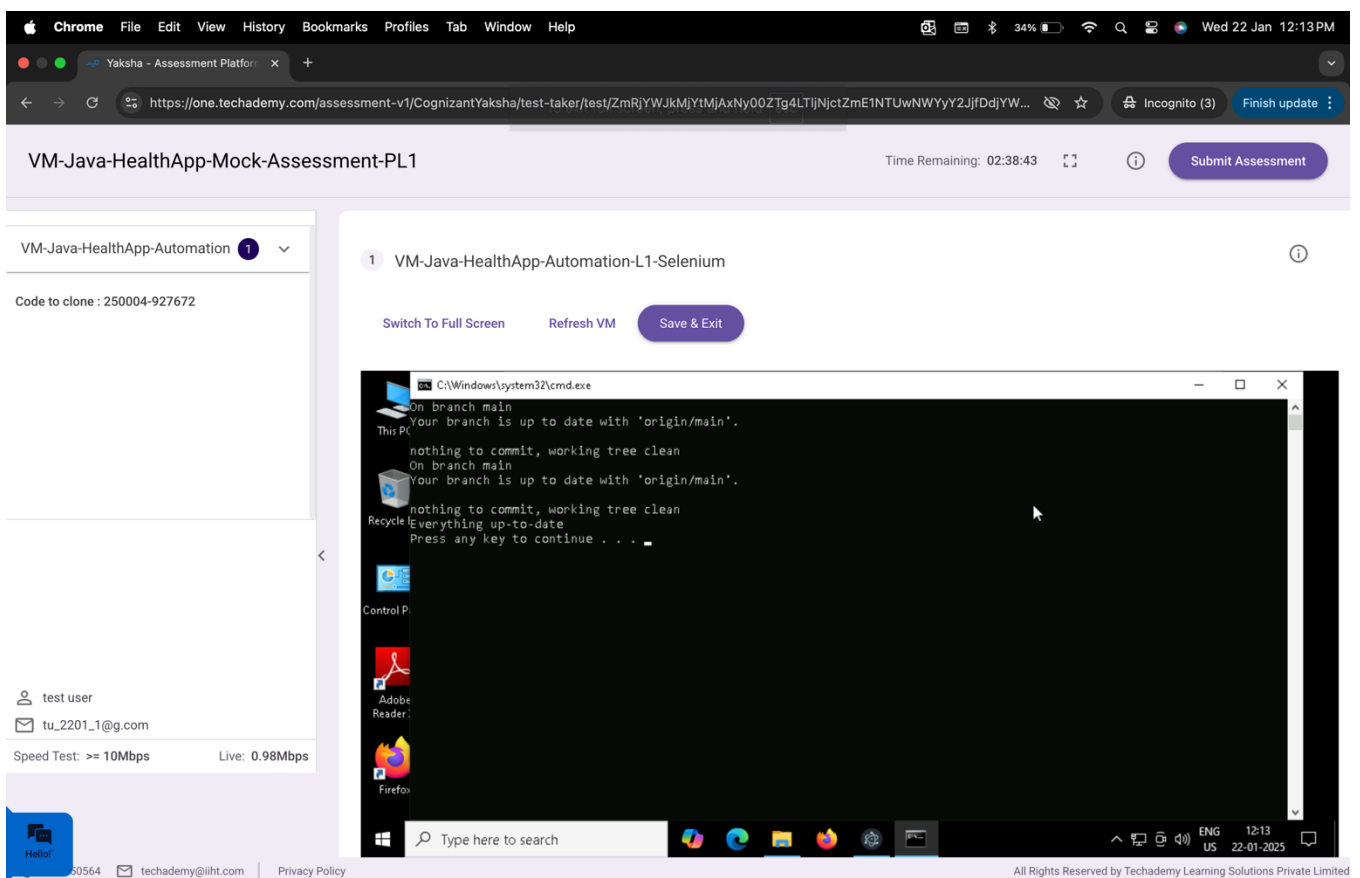 Chrome File Edit View History Bookmarks Profiles Tab Window Help 34% Wed 22 Jan 12:13 PM
Yaksha - Assessment Platform
https://one.techademy.com/assessment-v1/CognizantYaksha/test-taker/test/ZmRjYWJkMjYtMjAxNy00ZTg4LTljNjctZmE1NTUwNWYyY2JjfDdjYW... Incognito (3) Finish update
VM-Java-HealthApp-Mock-Assessment-PL1
Time Remaining: 02:38:43
Submit Assessment
VM-Java-HealthApp-Automation 1
Code to clone : 250004-927672
1 VM-Java-HealthApp-Automation-L1-Selenium
Switch To Full Screen Refresh VM Save & Exit
C:\Windows\system32\cmd.exe
On branch main
Your branch is up to date with 'origin/main'.
nothing to commit, working tree clean
On branch main
Your branch is up to date with 'origin/main'.
nothing to commit, working tree clean
Everything up-to-date
Press any key to continue . . .
This PC
Recycle
Control P
Adobe
Reader
Firefox
Type here to search
ENG
US
12:13
22-01-2025
test user
tu_2201_1@g.com
Speed Test: >= 10Mbps Live: 0.98Mbps
Hello!
50564 techademy@iiht.com Privacy Policy
All Rights Reserved by Techademy Learning Solutions Private Limited